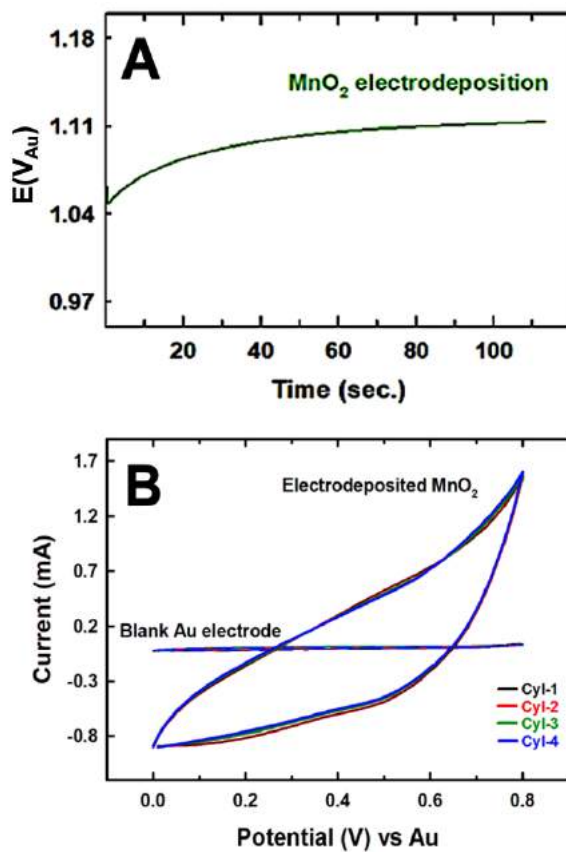 A
MnO₂ electrodeposition
E(V_Au)
1.18
1.11
1.04
0.97
20
40
60
80
100
Time (sec.)
B
Electrodeposited MnO₂
Blank Au electrode
Current (mA)
1.7
1.2
0.7
0.2
-0.3
-0.8
Cyl-1
Cyl-2
Cyl-3
Cyl-4
0.0
0.2
0.4
0.6
0.8
Potential (V) vs Au